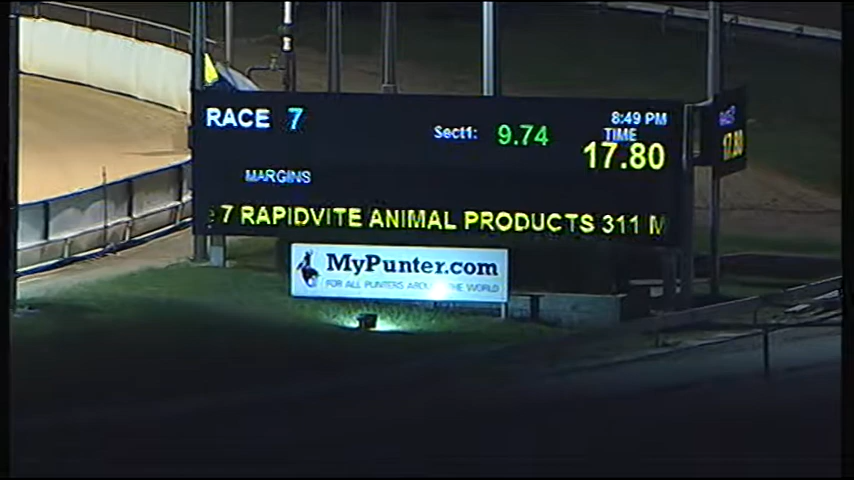 RACE 7
8:49 PM
Sect1: 9.74
TIME
17.80
MARGINS
7 RAPIDVITE ANIMAL PRODUCTS 311 M
MyPunter.com
FOR ALL PUNTERS AROUND THE WORLD
17.80